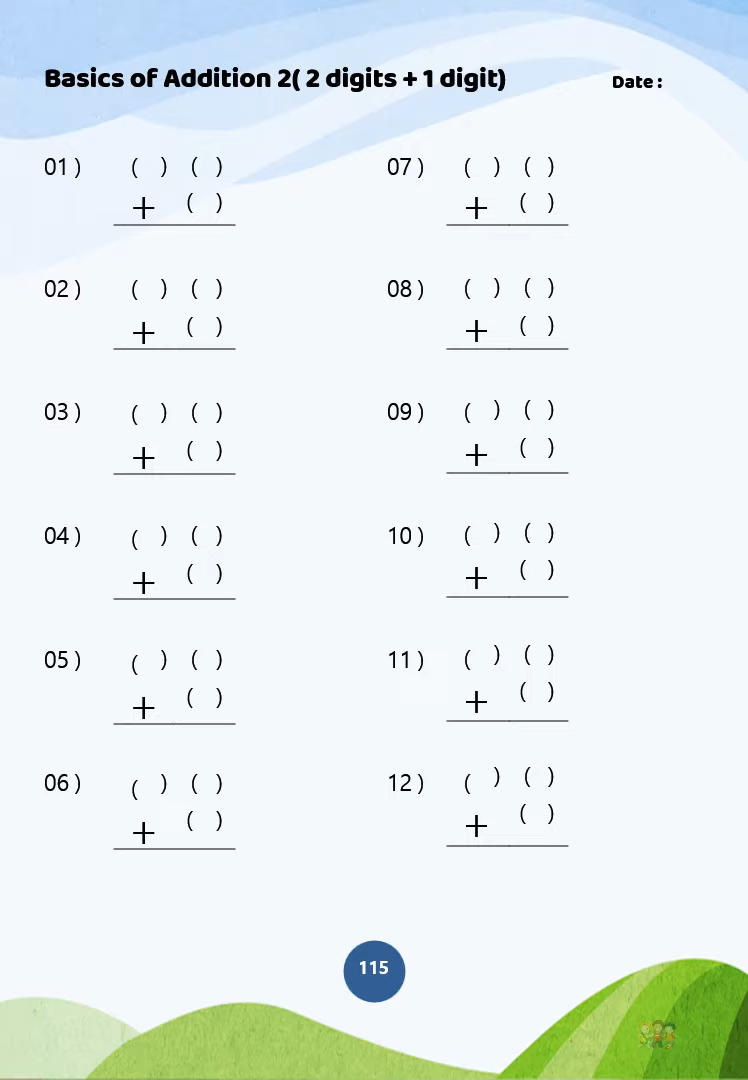 Basics of Addition 2( 2 digits + 1 digit)
Date :
01 ) ( ) ( )
+ ( )
02 ) ( ) ( )
+ ( )
03 ) ( ) ( )
+ ( )
04 ) ( ) ( )
+ ( )
05 ) ( ) ( )
+ ( )
06 ) ( ) ( )
+ ( )
07 ) ( ) ( )
+ ( )
08 ) ( ) ( )
+ ( )
09 ) ( ) ( )
+ ( )
10 ) ( ) ( )
+ ( )
11 ) ( ) ( )
+ ( )
12 ) ( ) ( )
+ ( )
115